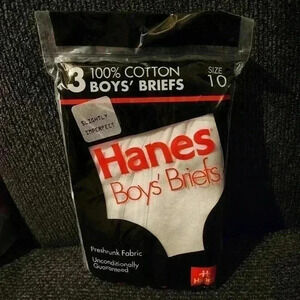 3 100% COTTON
BOYS' BRIEFS
SIZE
10
SLIGHTLY
IMPERFECT
Hanes
Boys' Briefs
Preshrunk Fabric
Unconditionally
Guaranteed